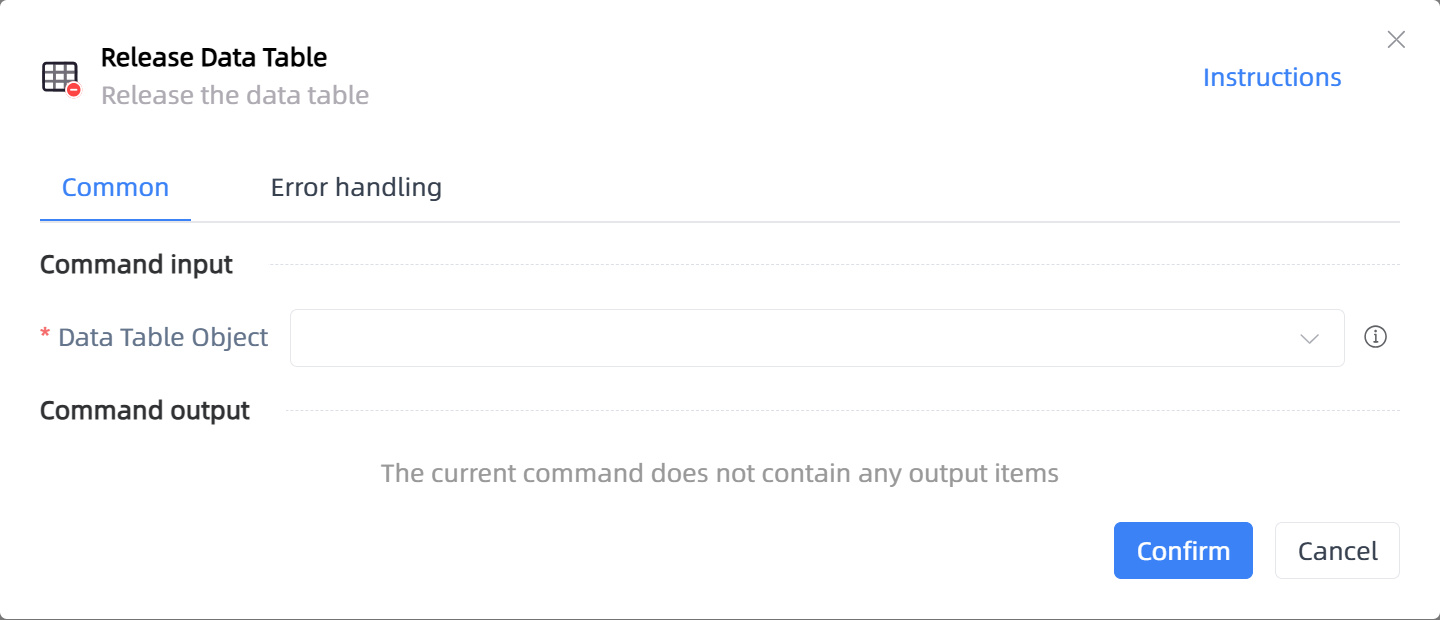 Release Data Table
Release the data table
Instructions
Common
Error handling
Command input
* Data Table Object
Command output
The current command does not contain any output items
Confirm
Cancel